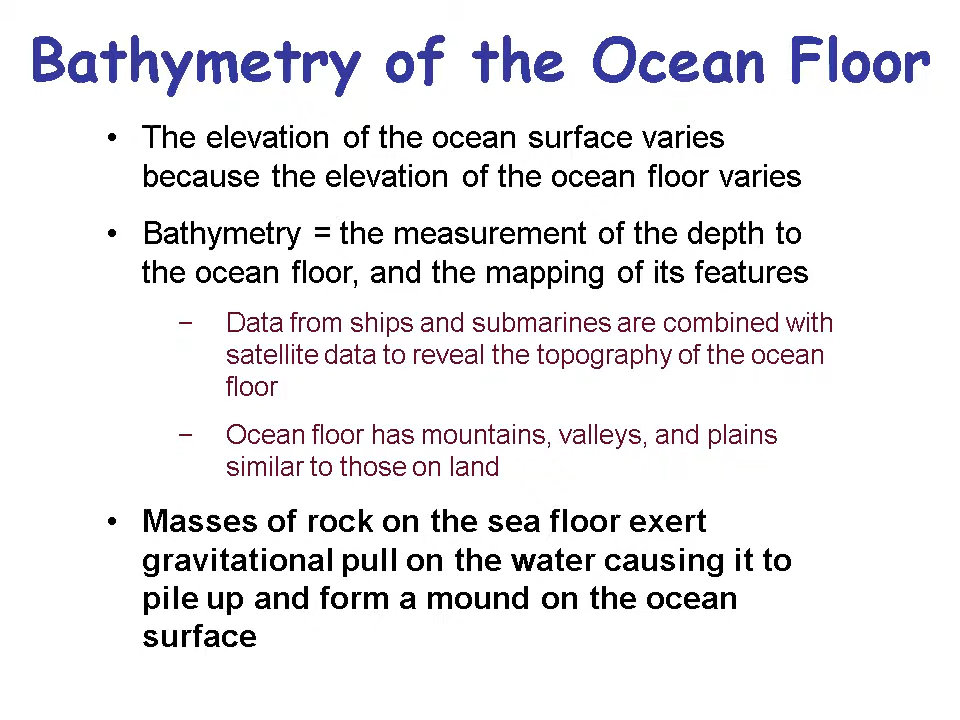 Bathymetry of the Ocean Floor
• The elevation of the ocean surface varies
because the elevation of the ocean floor varies
• Bathymetry = the measurement of the depth to
the ocean floor, and the mapping of its features
– Data from ships and submarines are combined with
satellite data to reveal the topography of the ocean
floor
– Ocean floor has mountains, valleys, and plains
similar to those on land
• Masses of rock on the sea floor exert
gravitational pull on the water causing it to
pile up and form a mound on the ocean
surface